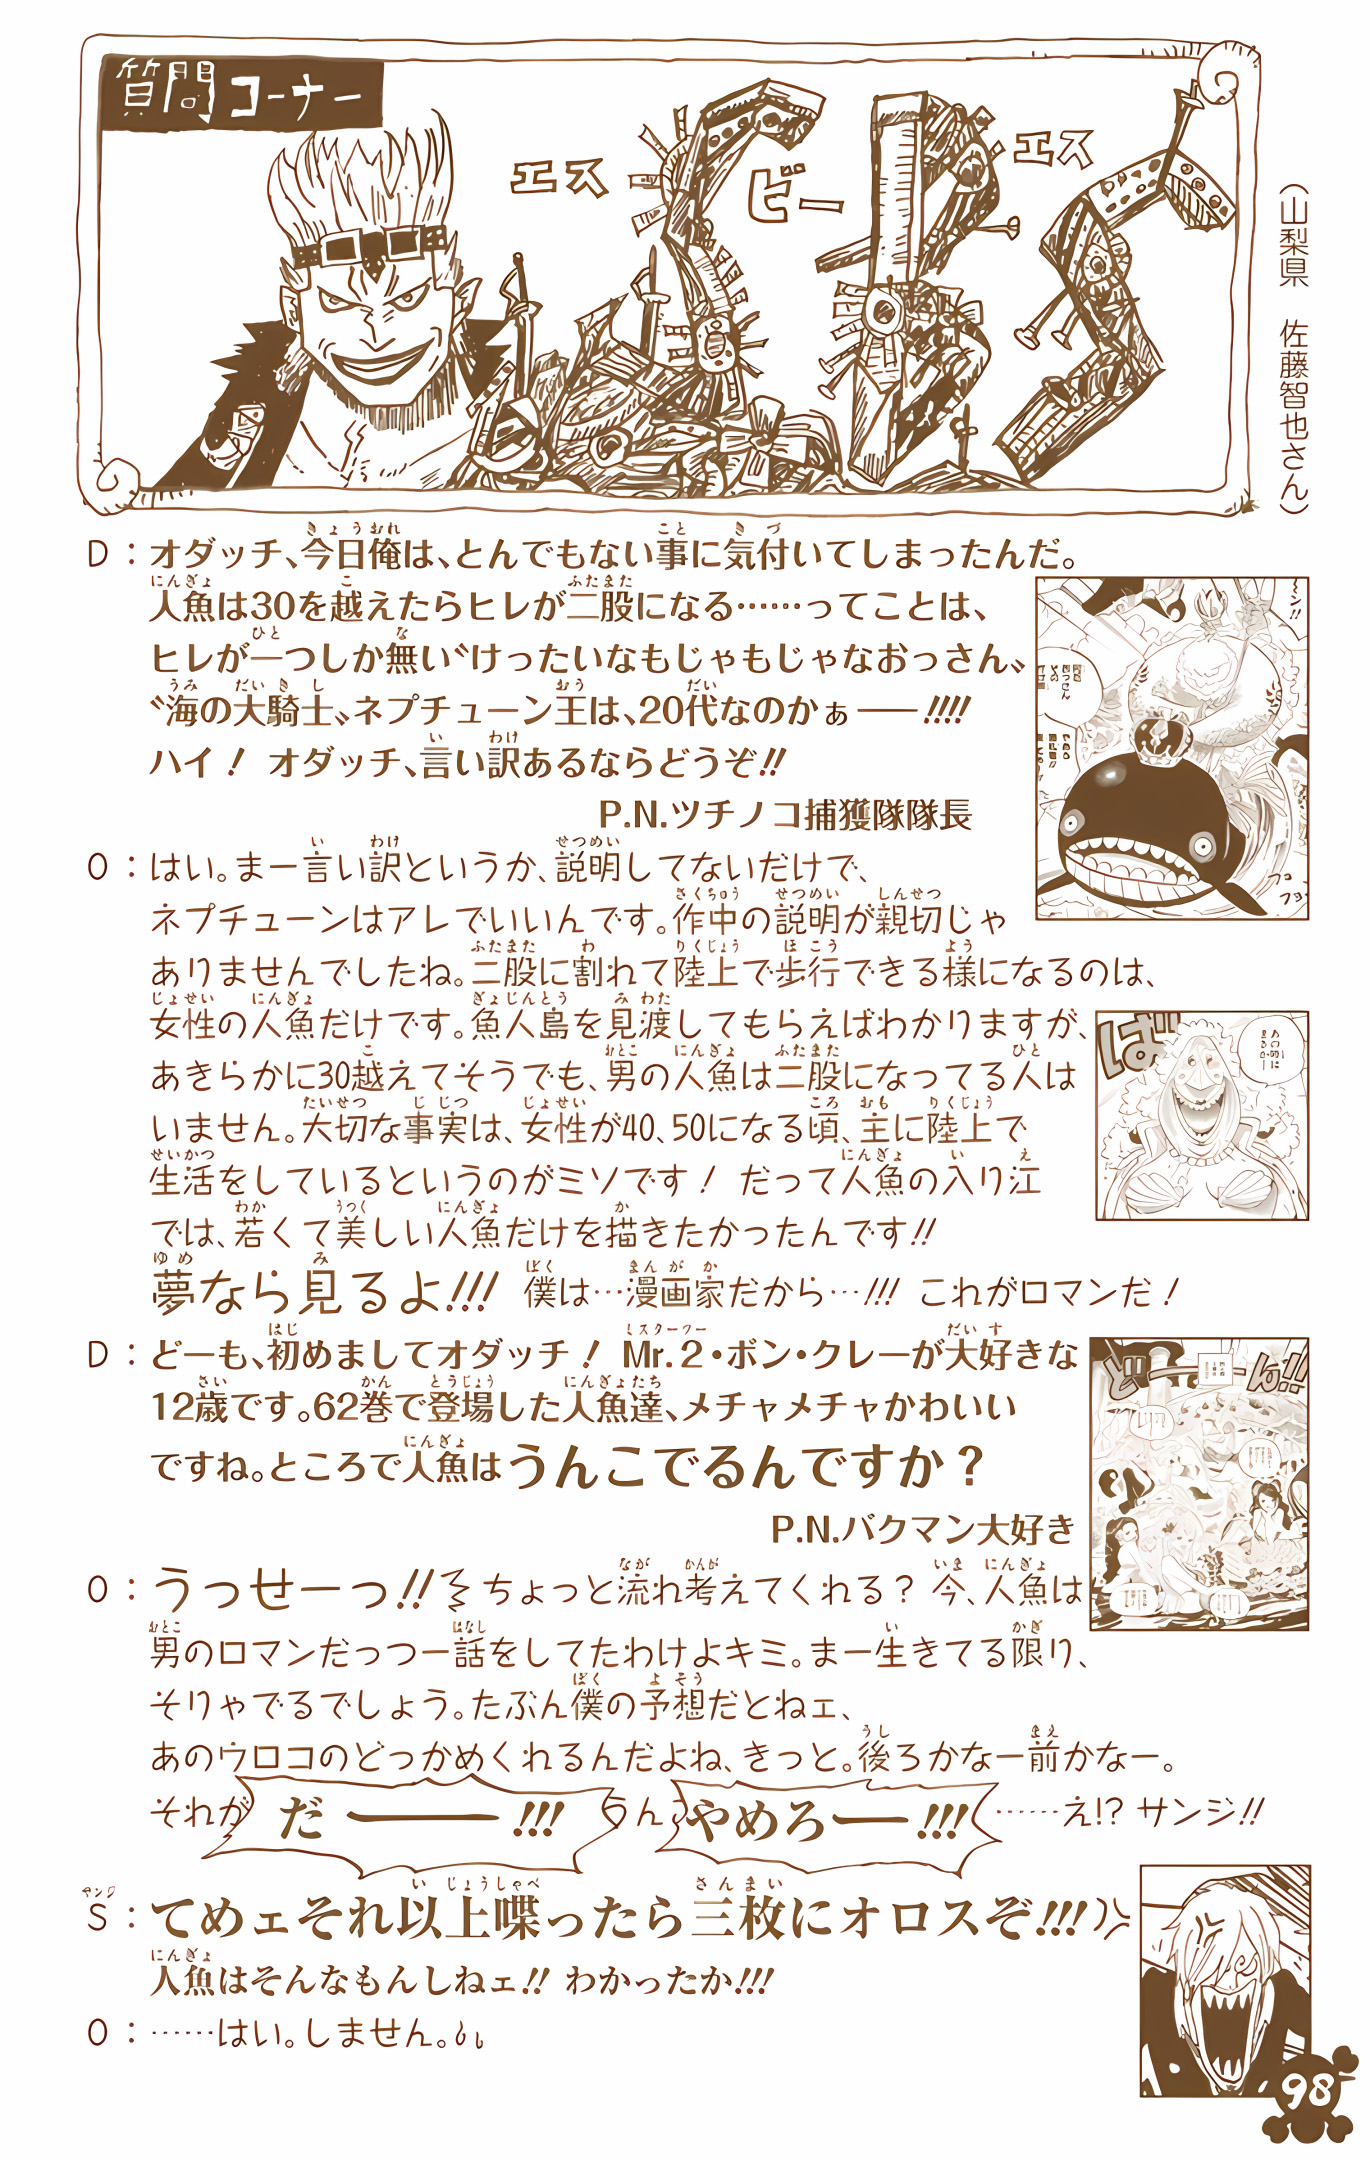 質問コーナー
エス
ビー
エス
SBS
(山梨県 佐藤智也さん)
D:オダッチ、今日俺は、とんでもない事に気付いてしまったんだ。
人魚は30を越えたらヒレが二股になる……ってことは、
ヒレが一つしか無い〝けったいなもじゃもじゃなおっさん〟
〝海の大騎士〟ネプチューン王は、20代なのかぁ――!!!!
ハイ! オダッチ、言い訳あるならどうぞ!!
P.N.ツチノコ捕獲隊隊長
O:はい。まー言い訳というか、説明してないだけで、
ネプチューンはアレでいいんです。作中の説明が親切じゃ
ありませんでしたね。二股に割れて陸上で歩行できる様になるのは、
女性の人魚だけです。魚人島を見渡してもらえばわかりますが、
あきらかに30越えてそうでも、男の人魚は二股になってる人は
いません。大切な事実は、女性が40、50になる頃、主に陸上で
生活をしているというのがミソです! だって人魚の入り江
では、若くて美しい人魚だけを描きたかったんです!!
夢なら見るよ!!! 僕は…漫画家だから…!!! これがロマンだ!
ば
D:どーも、初めましてオダッチ! Mr.2・ボン・クレーが大好きな
12歳です。62巻で登場した人魚達、メチャメチャかわいい
ですね。ところで人魚はうんこでるんですか?
P.N.バクマン大好き
ど――ん!!
O:うっせーっ!! ちょっと流れ考えてくれる? 今、人魚は
男のロマンだっつー話をしてたわけよキミ。まー生きてる限り、
そりゃでるでしょう。たぶん僕の予想だとねェ、
あのウロコのどっかめくれるんだよね、きっと。後ろかなー前かなー。
それが だ――!!! うんこ やめろー!!! ……え!? サンジ!!
S:てめェそれ以上喋ったら三枚にオロスぞ!!!
人魚はそんなもんしねェ!! わかったか!!!
O:……はい。しません。
98